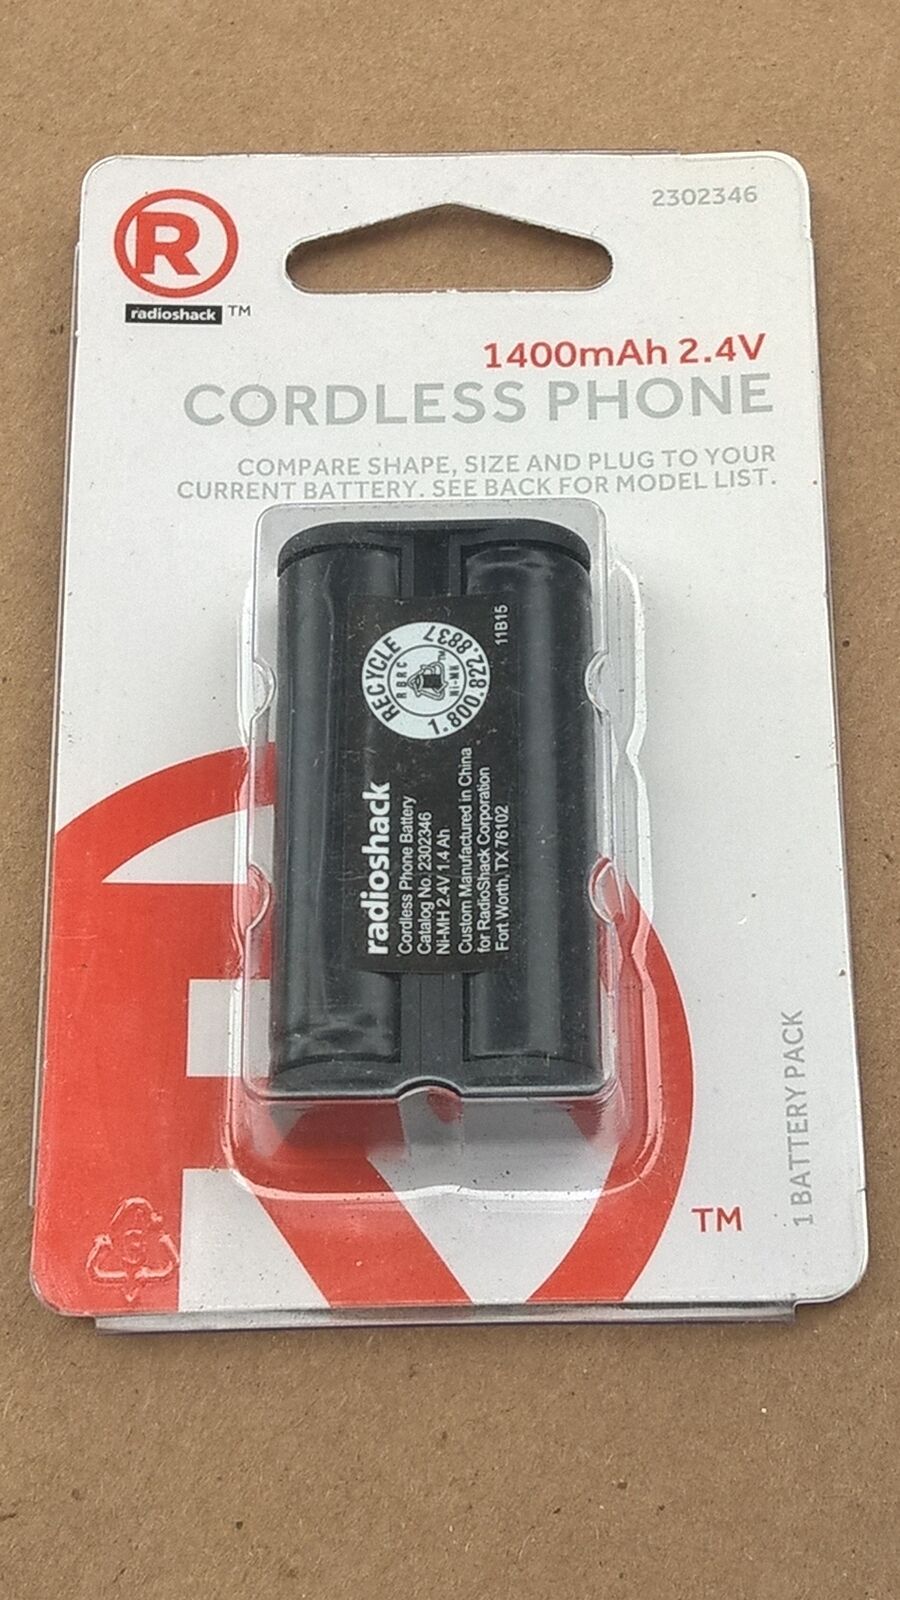 2302346
R
radioshack ™
1400mAh 2.4V
CORDLESS PHONE
COMPARE SHAPE, SIZE AND PLUG TO YOUR
CURRENT BATTERY. SEE BACK FOR MODEL LIST.
RECYCLE
1.800.822.8837
RBRC
Ni-MH
TM
11B15
radioshack
Cordless Phone Battery
Catalog No. 2302346
Ni-MH 2.4V 1.4 Ah
Custom Manufactured in China
for RadioShack Corporation
Fort Worth, TX 76102
1 BATTERY PACK
TM